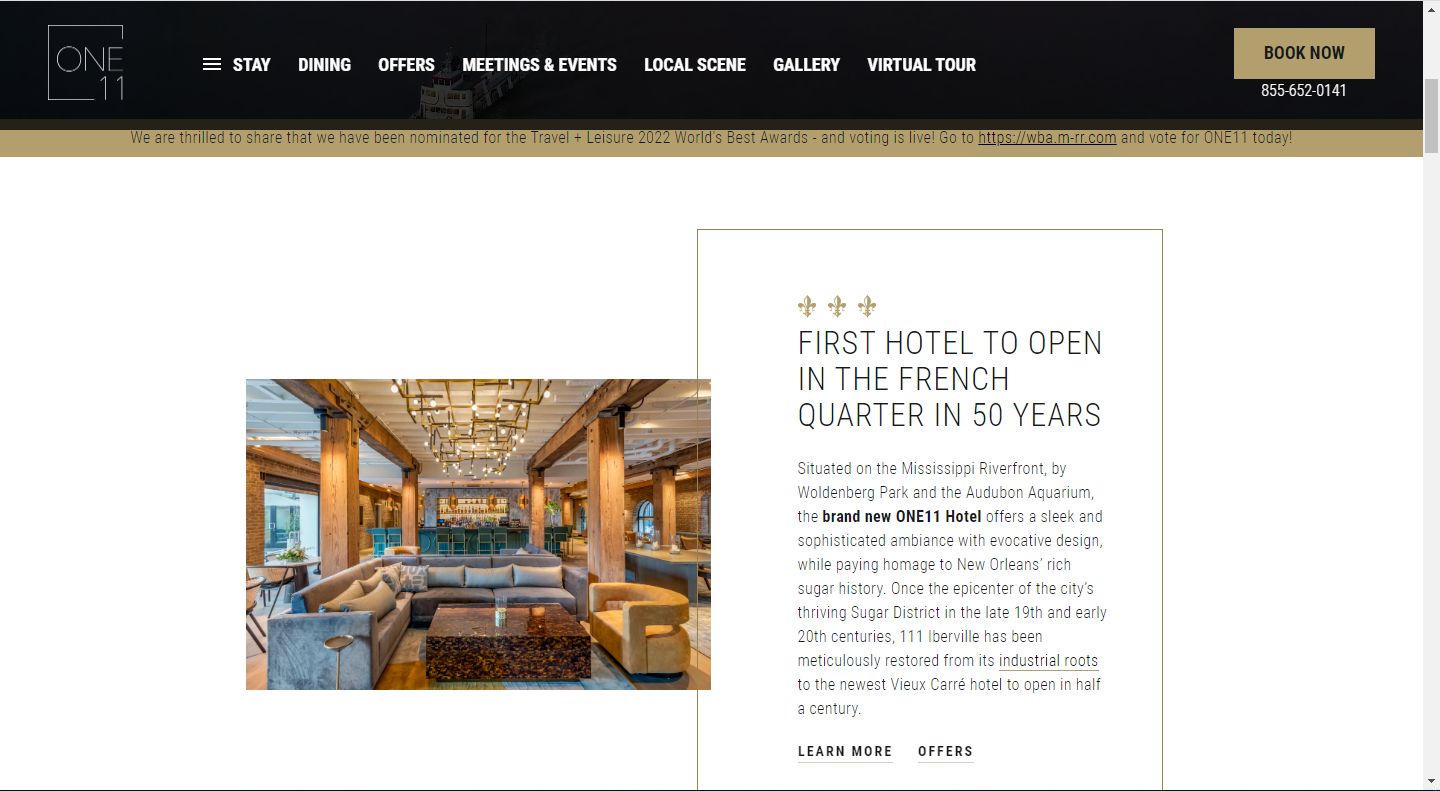 ONE
11
STAY DINING OFFERS MEETINGS & EVENTS LOCAL SCENE GALLERY VIRTUAL TOUR
BOOK NOW
855-652-0141
We are thrilled to share that we have been nominated for the Travel + Leisure 2022 World's Best Awards - and voting is live! Go to https://wba.m-rr.com and vote for ONE11 today!
FIRST HOTEL TO OPEN
IN THE FRENCH
QUARTER IN 50 YEARS
Situated on the Mississippi Riverfront, by
Woldenberg Park and the Audubon Aquarium,
the brand new ONE11 Hotel offers a sleek and
sophisticated ambiance with evocative design,
while paying homage to New Orleans’ rich
sugar history. Once the epicenter of the city’s
thriving Sugar District in the late 19th and early
20th centuries, 111 Iberville has been
meticulously restored from its industrial roots
to the newest Vieux Carré hotel to open in half
a century.
LEARN MORE OFFERS